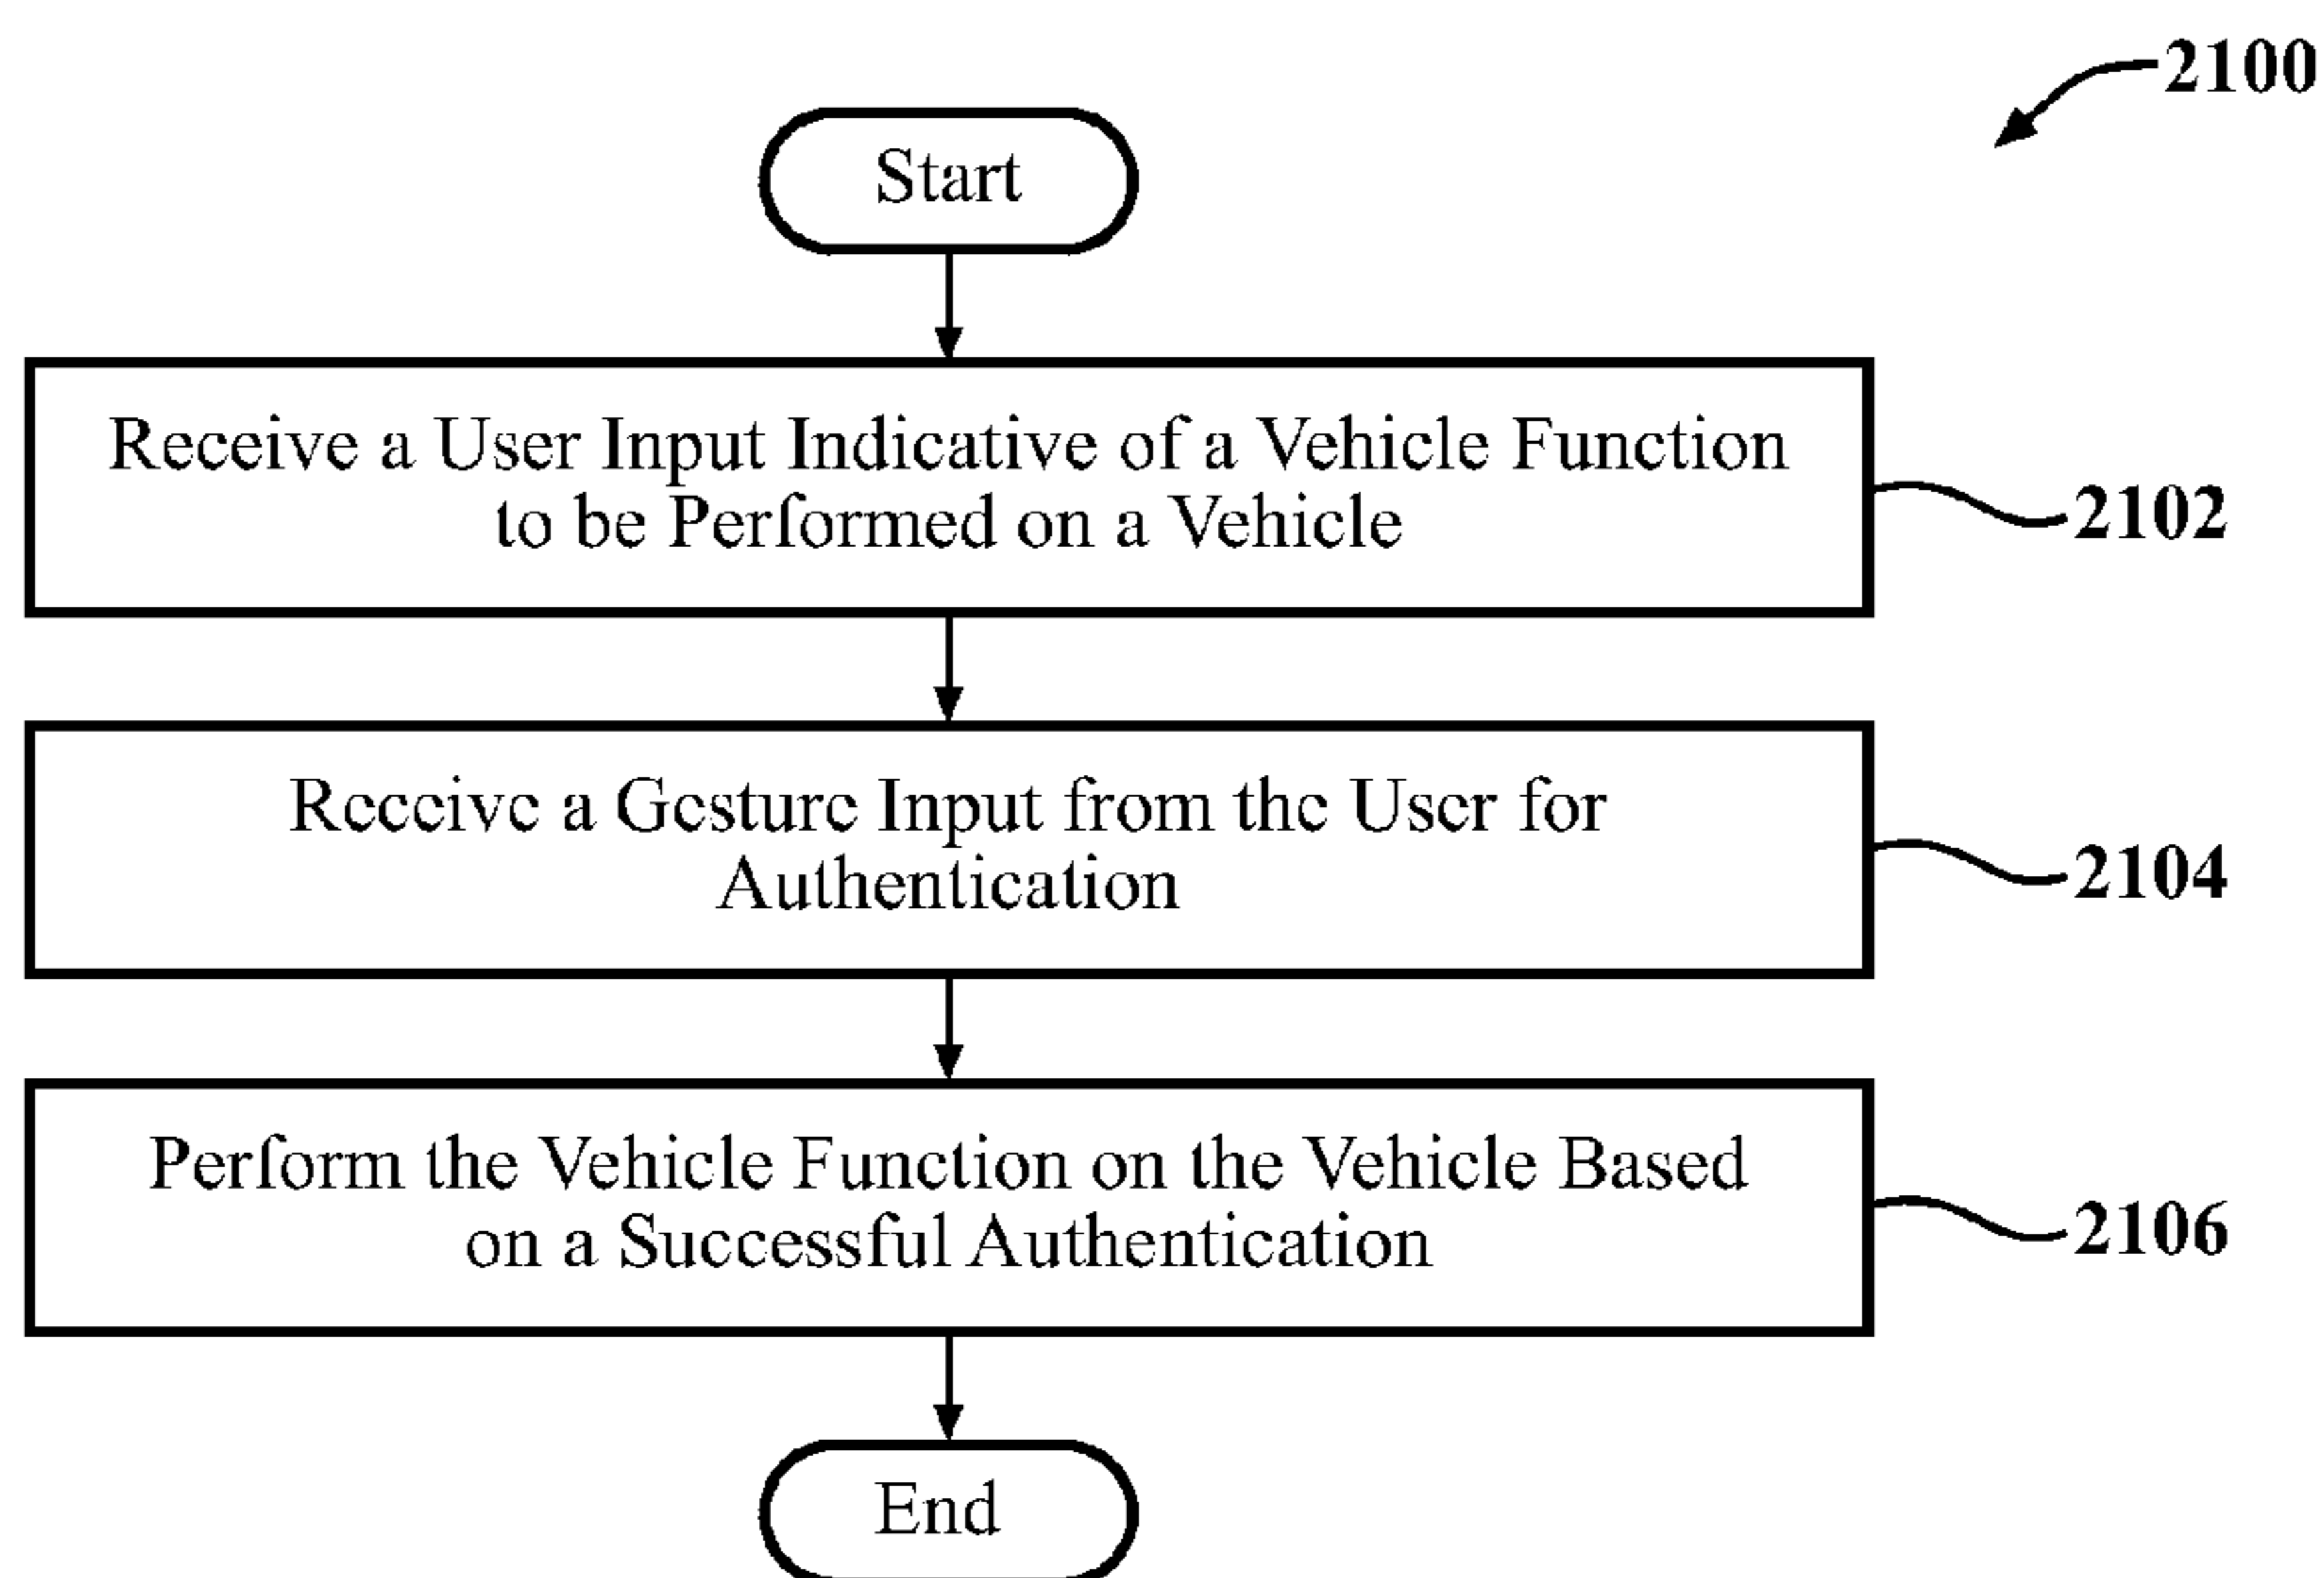 2100
Start
Receive a User Input Indicative of a Vehicle Function
to be Performed on a Vehicle
2102
Receive a Gesture Input from the User for
Authentication
2104
Perform the Vehicle Function on the Vehicle Based
on a Successful Authentication
2106
End